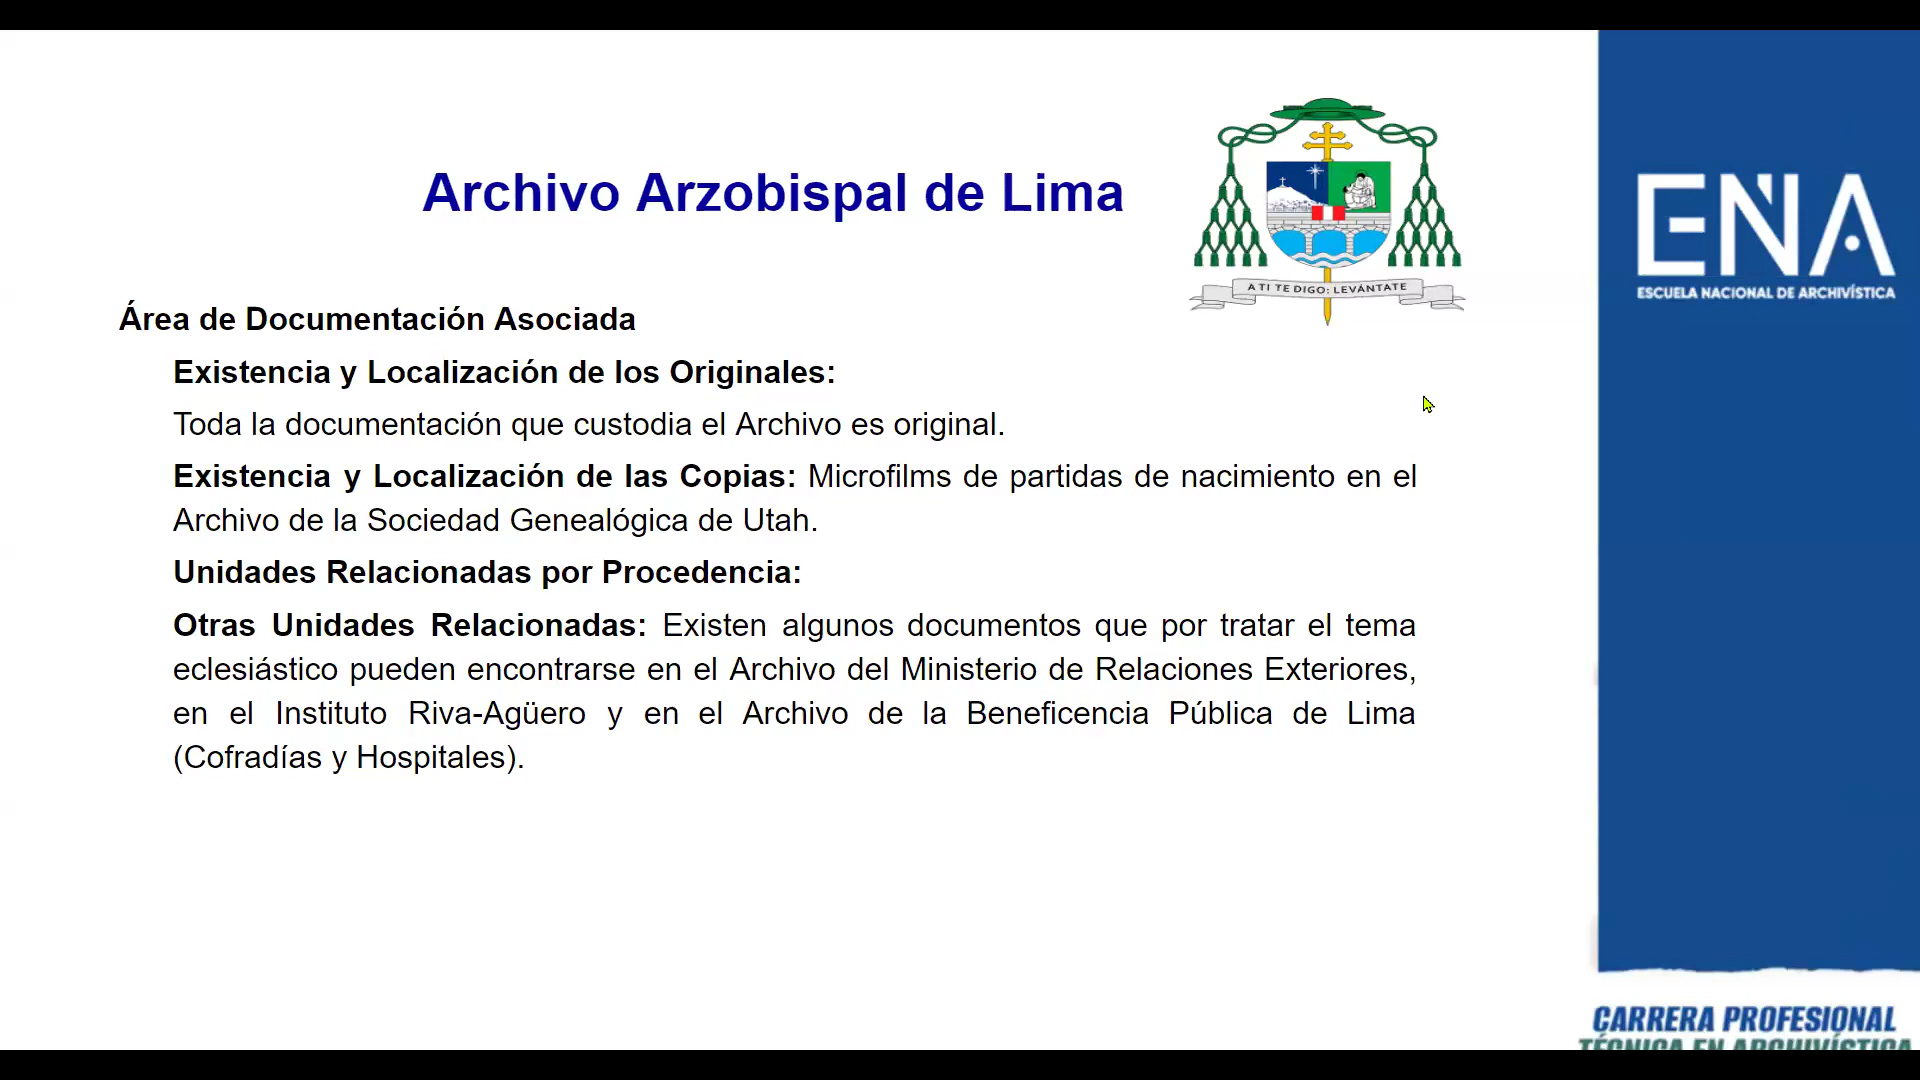 Archivo Arzobispal de Lima
A TI TE DIGO: LEVÁNTATE
ENA
ESCUELA NACIONAL DE ARCHIVÍSTICA
Área de Documentación Asociada
Existencia y Localización de los Originales:
Toda la documentación que custodia el Archivo es original.
Existencia y Localización de las Copias: Microfilms de partidas de nacimiento en el
Archivo de la Sociedad Genealógica de Utah.
Unidades Relacionadas por Procedencia:
Otras Unidades Relacionadas: Existen algunos documentos que por tratar el tema
eclesiástico pueden encontrarse en el Archivo del Ministerio de Relaciones Exteriores,
en el Instituto Riva-Agüero y en el Archivo de la Beneficencia Pública de Lima
(Cofradías y Hospitales).
CARRERA PROFESIONAL
TÉCNICA EN ARCHIVÍSTICA